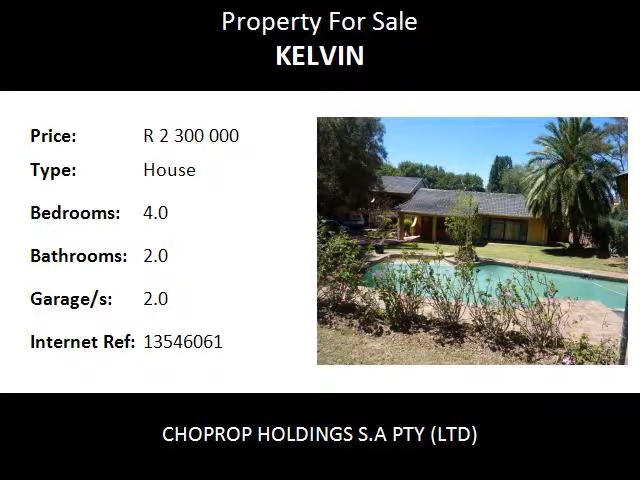 Property For Sale
KELVIN
Price: R 2 300 000
Type: House
Bedrooms: 4.0
Bathrooms: 2.0
Garage/s: 2.0
Internet Ref: 13546061
CHOPROP HOLDINGS S.A PTY (LTD)